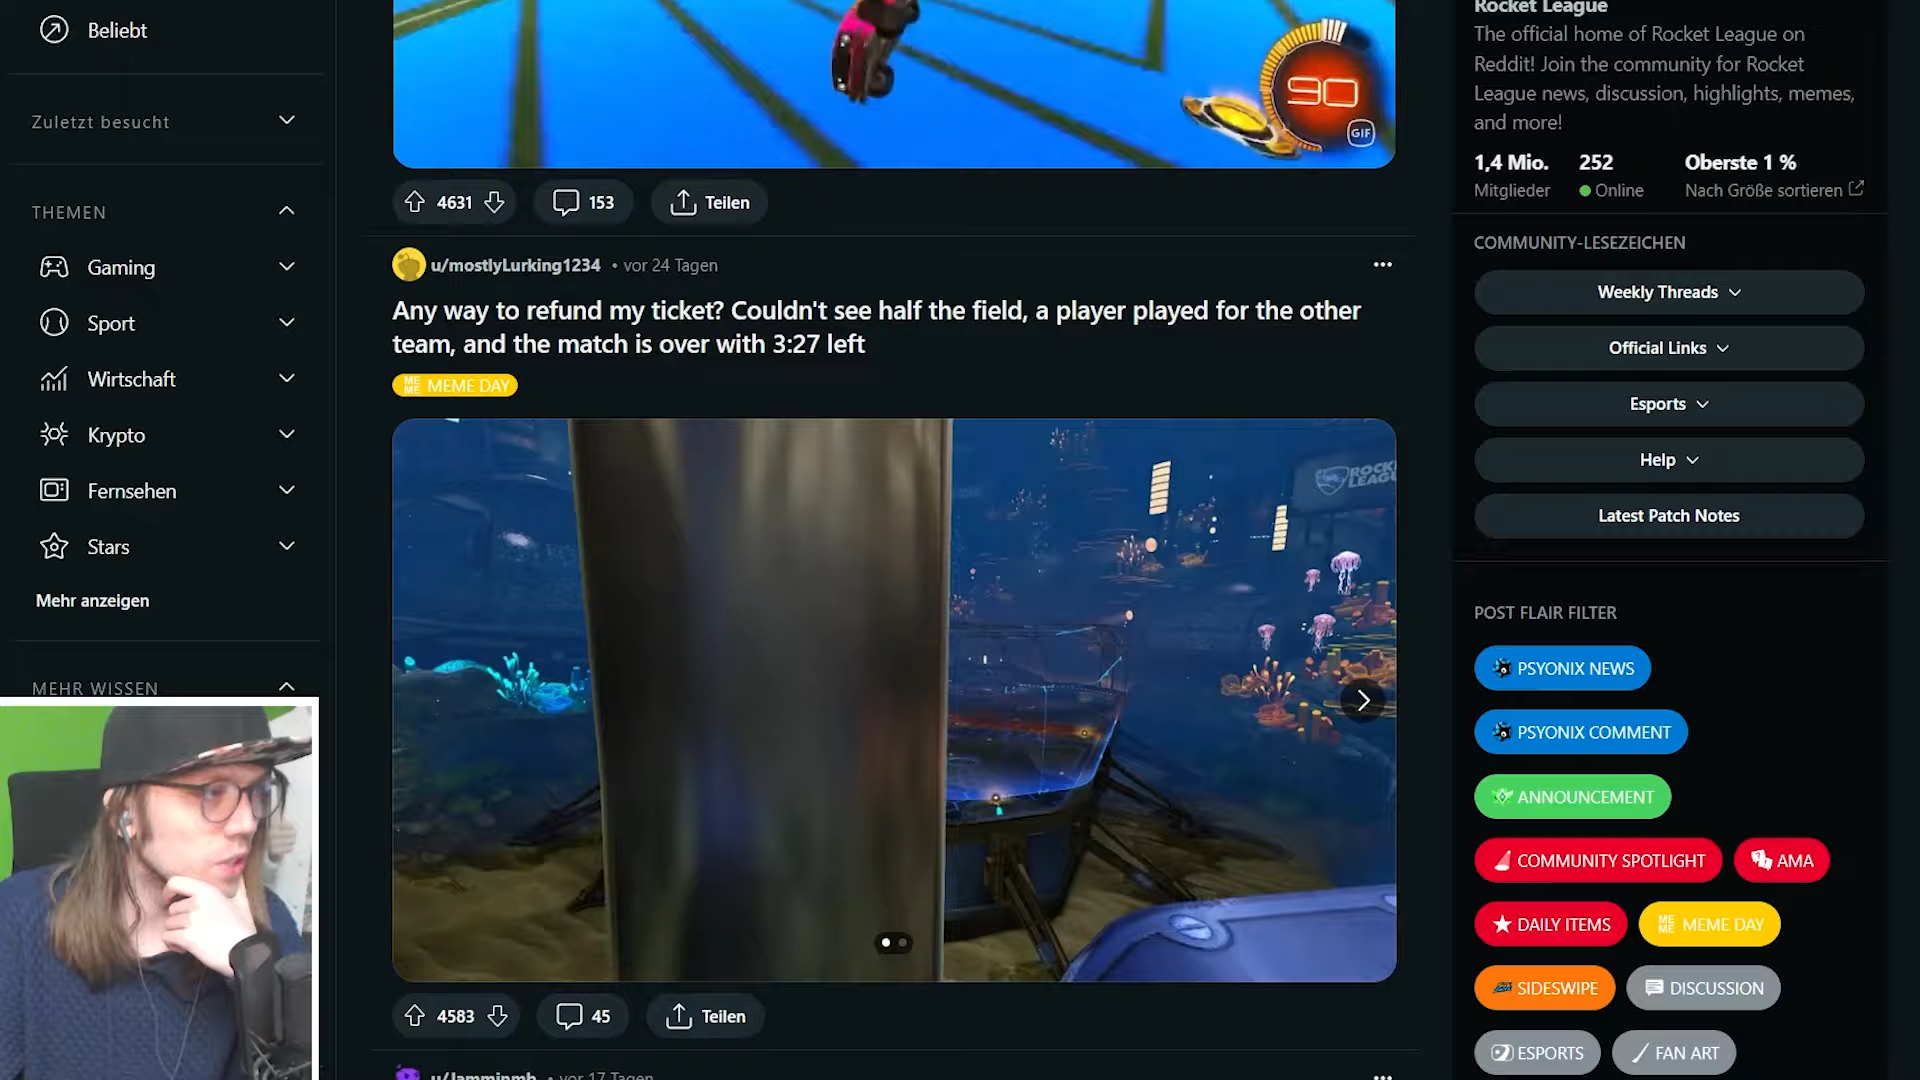 Beliebt
Zuletzt besucht
THEMEN
Gaming
Sport
Wirtschaft
Krypto
Fernsehen
Stars
Mehr anzeigen
MEHR WISSEN
90
GIF
4631
153
Teilen
u/mostlyLurking1234 • vor 24 Tagen
Any way to refund my ticket? Couldn't see half the field, a player played for the other
team, and the match is over with 3:27 left
MEME DAY
4583
45
Teilen
u/Jamminmb • vor 17 Tagen
Rocket League
The official home of Rocket League on
Reddit! Join the community for Rocket
League news, discussion, highlights, memes,
and more!
1,4 Mio. 252 Oberste 1 %
Mitglieder Online Nach Größe sortieren
COMMUNITY-LESEZEICHEN
Weekly Threads
Official Links
Esports
Help
Latest Patch Notes
POST FLAIR FILTER
PSYONIX NEWS
PSYONIX COMMENT
ANNOUNCEMENT
COMMUNITY SPOTLIGHT
AMA
DAILY ITEMS
MEME DAY
SIDESWIPE
DISCUSSION
ESPORTS
FAN ART